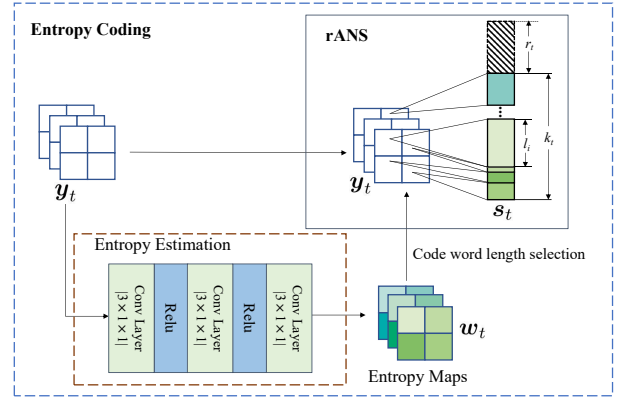 Entropy Coding
rANS
r_t
k_t
l_i
y_t
y_t
s_t
Entropy Estimation
Code word length selection
Conv Layer
|3×1×1|
Relu
Conv Layer
|3×1×1|
Relu
Conv Layer
|3×1×1|
w_t
Entropy Maps